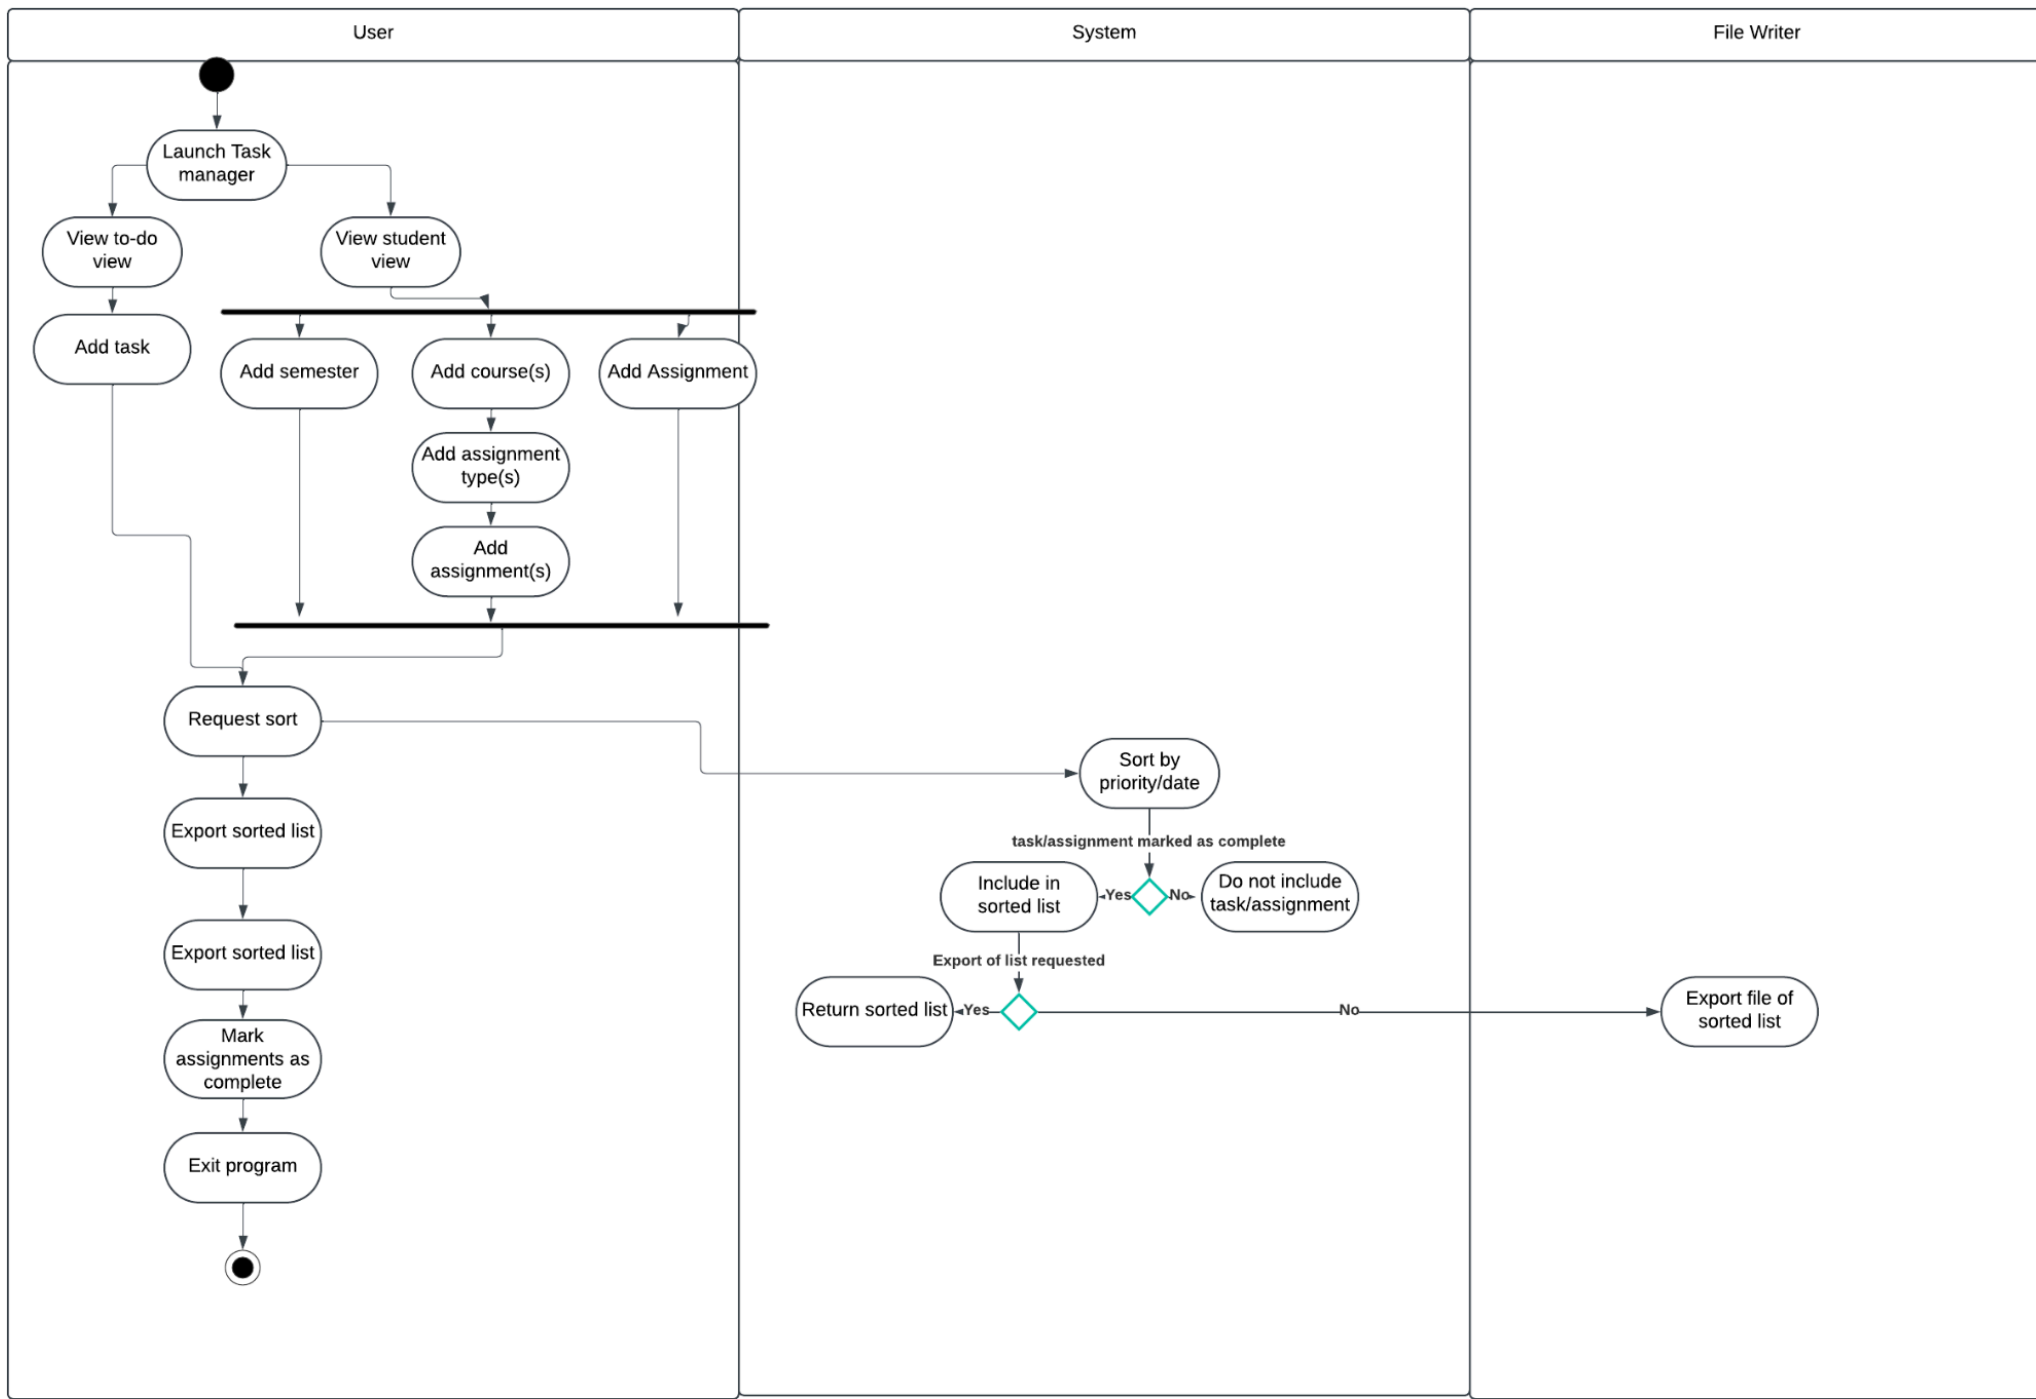 User
System
File Writer
Launch Task
manager
View to-do
view
View student
view
Add task
Add semester
Add course(s)
Add Assignment
Add assignment
type(s)
Add
assignment(s)
Request sort
Sort by
priority/date
Export sorted list
task/assignment marked as complete
Include in
sorted list
Yes
No
Do not include
task/assignment
Export sorted list
Export of list requested
Return sorted list
Yes
No
Export file of
sorted list
Mark
assignments as
complete
Exit program